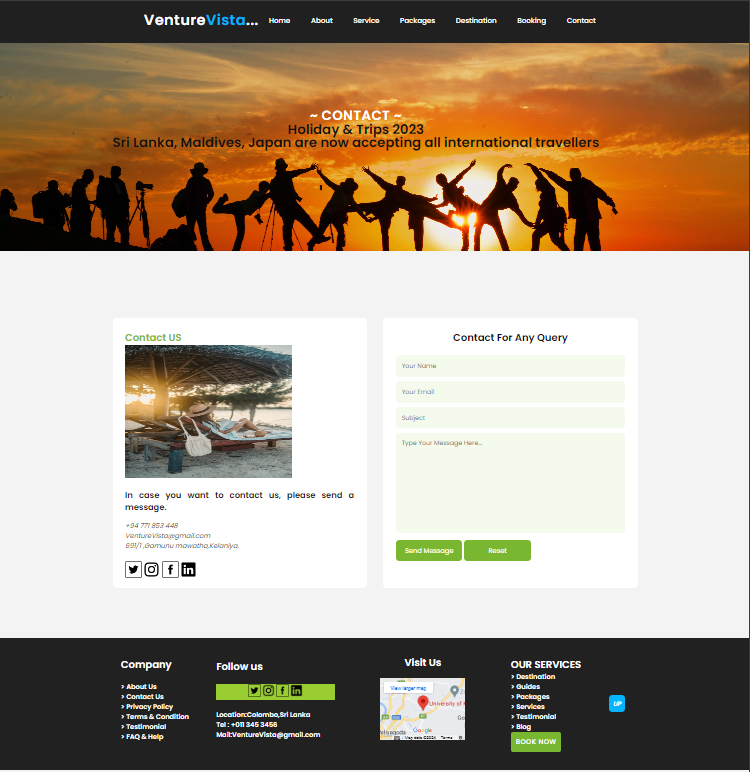 VentureVista...
Home About Service Packages Destination Booking Contact
~ CONTACT ~
Holiday & Trips 2023
Sri Lanka, Maldives, Japan are now accepting all international travellers
Contact US
In case you want to contact us, please send a
message.
+94 771 853 448
VentureVista@gmail.com
691/1 ,Gamunu mawatha,Kelaniya.
Contact For Any Query
Your Name
Your Email
Subject
Type Your Message Here...
Send Message Reset
Company
> About Us
> Contact Us
> Privacy Policy
> Terms & Condition
> Testimonial
> FAQ & Help
Follow us
Location:Colombo,Sri Lanka
Tel : +011 345 3456
Mail:VentureVista@gmail.com
Visit Us
View larger map
University of
Go
Google
Map data ©2024 Terms
OUR SERVICES
> Destination
> Guides
> Packages
> Services
> Testimonial
> Blog
BOOK NOW
UP